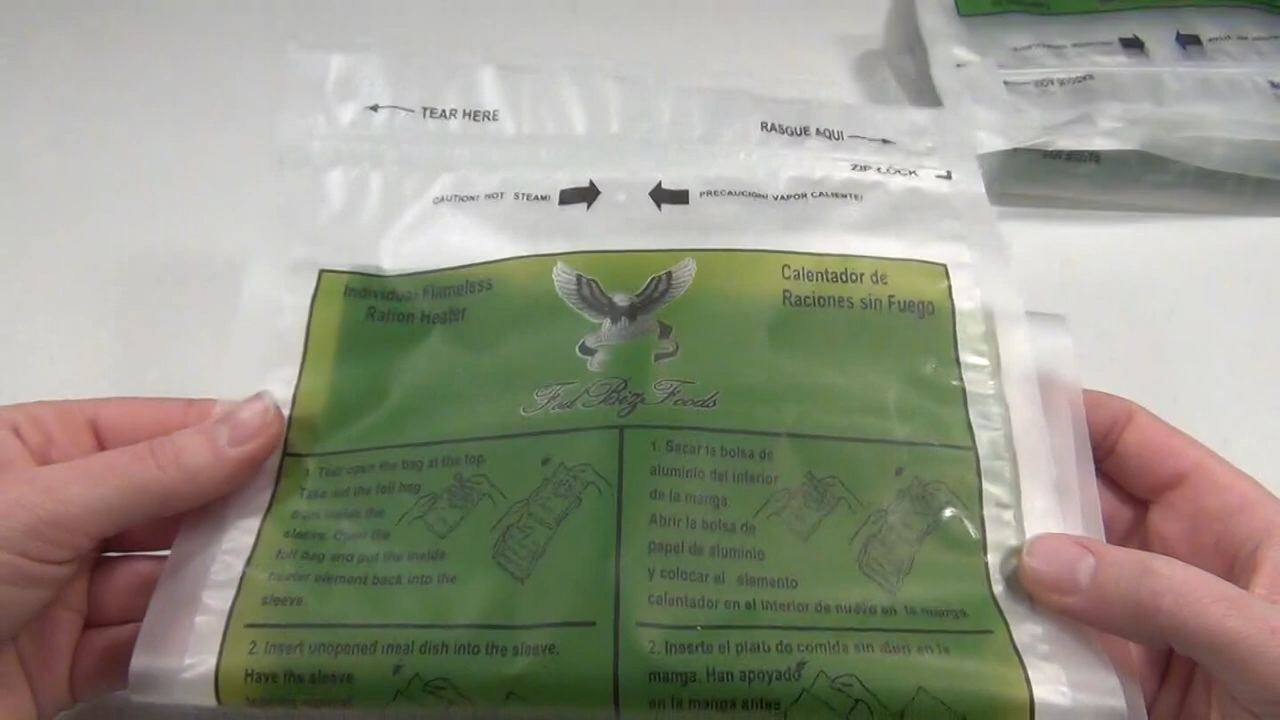 TEAR HERE
RASGUE AQUI
ZIP-LOCK
CAUTION! HOT STEAM!
PRECAUCION! VAPOR CALIENTE!
Individual Flameless
Ration Heater
Calentador de
Raciones sin Fuego
Fed Biz Foods
1. Tear open the bag at the top.
Take out the foil bag
from inside the
sleeve. Open the
foil bag and put the inside
heater element back into the
sleeve.
2. Insert unopened meal dish into the sleeve.
Have the sleeve
1. Sacar la bolsa de
aluminio del interior
de la manga.
Abrir la bolsa de
papel de aluminio
y colocar el elemento
calentador en el interior de nuevo en la manga.
2. Inserte el plato de comida sin abrir en la
manga. Han apoyado
en la manga antes